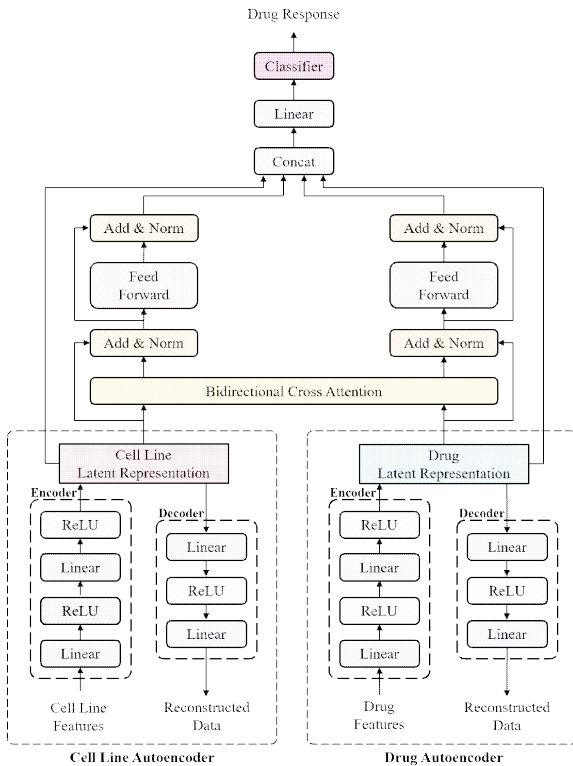 Drug Response
Classifier
Linear
Concat
Add & Norm
Add & Norm
Feed
Forward
Feed
Forward
Add & Norm
Add & Norm
Bidirectional Cross Attention
Cell Line
Latent Representation
Drug
Latent Representation
Encoder
Decoder
Encoder
Decoder
ReLU
Linear
ReLU
Linear
Linear
ReLU
Linear
ReLU
Linear
ReLU
Linear
Linear
ReLU
Linear
Cell Line
Features
Reconstructed
Data
Drug
Features
Reconstructed
Data
Cell Line Autoencoder
Drug Autoencoder